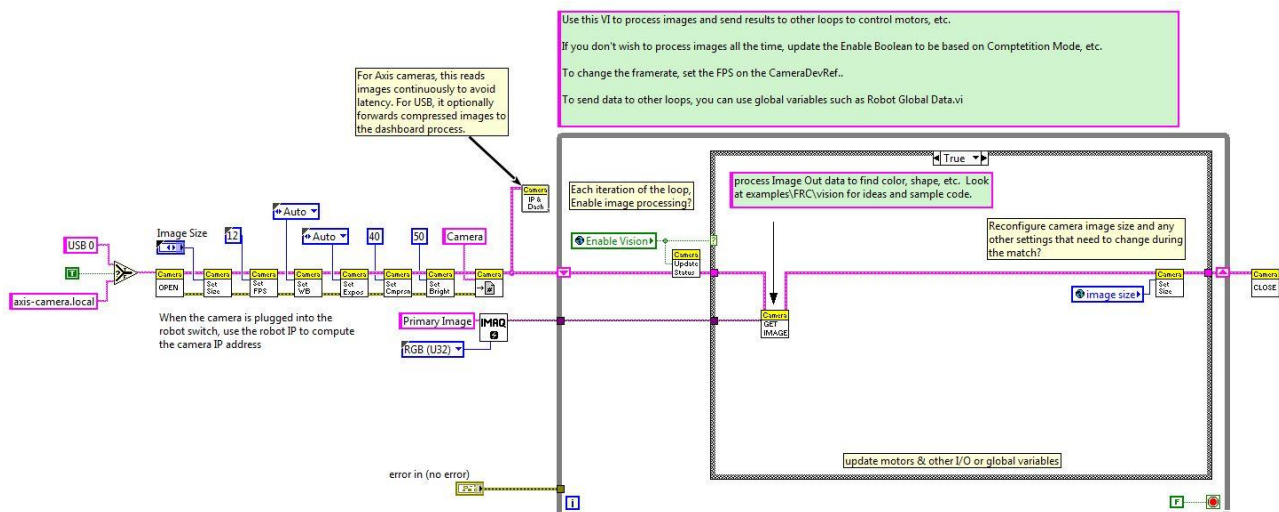 Use this VI to process images and send results to other loops to control motors, etc.
If you don't wish to process images all the time, update the Enable Boolean to be based on Comptetition Mode, etc.
To change the framerate, set the FPS on the CameraDevRef..
To send data to other loops, you can use global variables such as Robot Global Data.vi
For Axis cameras, this reads
images continuously to avoid
latency. For USB, it optionally
forwards compressed images to
the dashboard process.
True
Camera
IP &
Dash
Each iteration of the loop,
Enable image processing?
process Image Out data to find color, shape, etc. Look
at examples\FRC\vision for ideas and sample code.
Reconfigure camera image size and any
other settings that need to change during
the match?
Auto
Image Size
12
Auto
40
50
Camera
Enable Vision
?
USB 0
T
?
axis-camera.local
Camera
OPEN
Camera
Set
Size
Camera
Set
FPS
Camera
Set
WB
Camera
Set
Expos
Camera
Set
Cmprsn
Camera
Set
Bright
Camera
Camera
Update
Status
Camera
Set
Size
Camera
CLOSE
image size
When the camera is plugged into the
robot switch, use the robot IP to compute
the camera IP address
Primary Image
IMAQ
RGB (U32)
Camera
GET
IMAGE
update motors & other I/O or global variables
error in (no error)
i
F